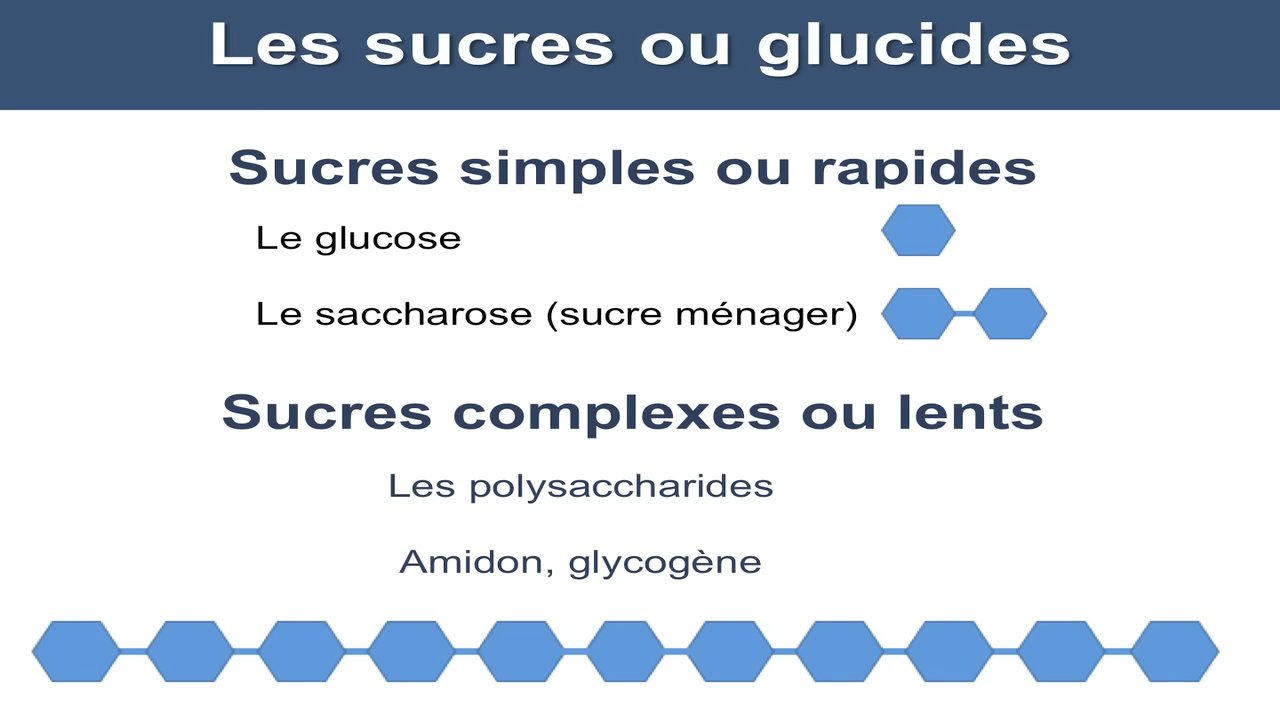 Les sucres ou glucides
Sucres simples ou rapides
Le glucose
Le saccharose (sucre ménager)
Sucres complexes ou lents
Les polysaccharides
Amidon, glycogène